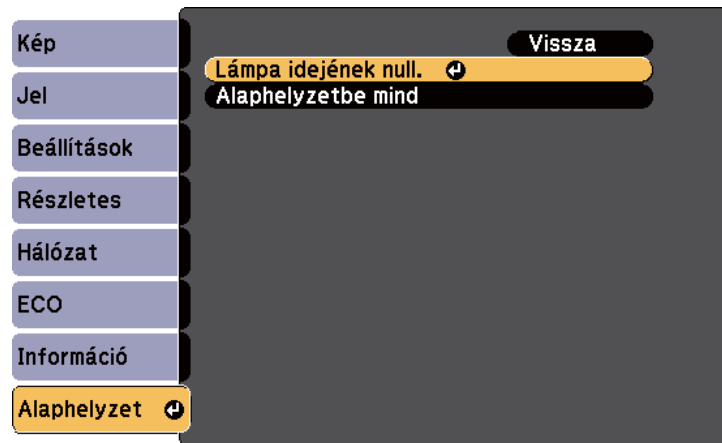 Kép
Jel
Beállítások
Részletes
Hálózat
ECO
Információ
Alaphelyzet
Vissza
Lámpa idejének null.
Alaphelyzetbe mind